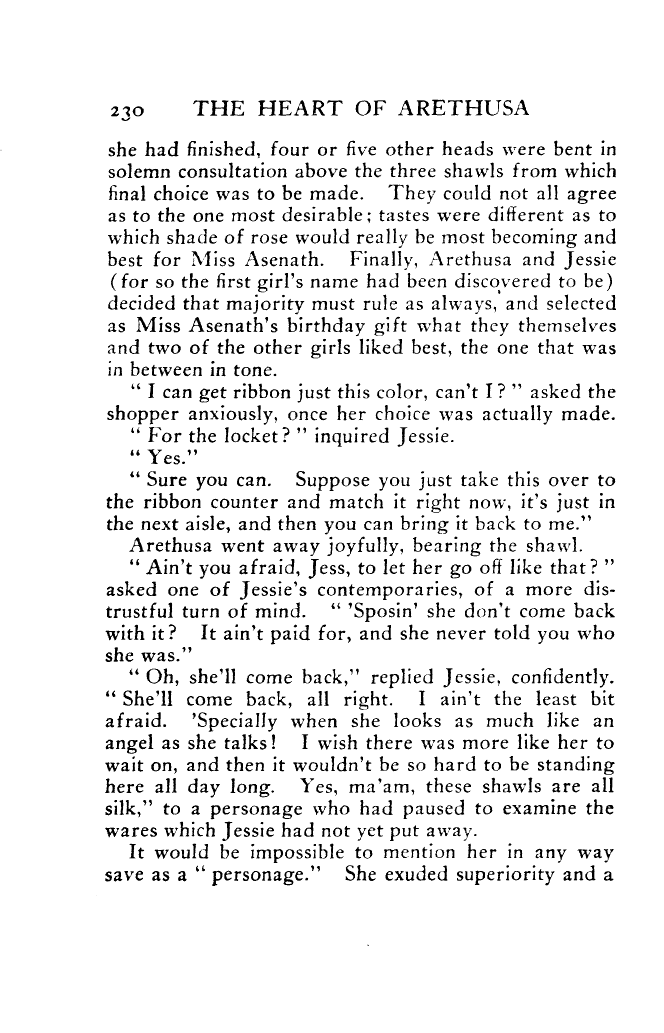 230 THE HEART OF ARETHUSA
she had finished, four or five other heads were bent in
solemn consultation above the three shawls from which
final choice was to be made. They could not all agree
as to the one most desirable; tastes were different as to
which shade of rose would really be most becoming and
best for Miss Asenath. Finally, Arethusa and Jessie
(for so the first girl's name had been discovered to be)
decided that majority must rule as always, and selected
as Miss Asenath's birthday gift what they themselves
and two of the other girls liked best, the one that was
in between in tone.
" I can get ribbon just this color, can't I? " asked the
shopper anxiously, once her choice was actually made.
" For the locket? " inquired Jessie.
" Yes."
" Sure you can. Suppose you just take this over to
the ribbon counter and match it right now, it's just in
the next aisle, and then you can bring it back to me."
Arethusa went away joyfully, bearing the shawl.
" Ain't you afraid, Jess, to let her go off like that? "
asked one of Jessie's contemporaries, of a more dis-
trustful turn of mind. " 'Sposin' she don't come back
with it? It ain't paid for, and she never told you who
she was."
" Oh, she'll come back," replied Jessie, confidently.
" She'll come back, all right. I ain't the least bit
afraid. 'Specially when she looks as much like an
angel as she talks! I wish there was more like her to
wait on, and then it wouldn't be so hard to be standing
here all day long. Yes, ma'am, these shawls are all
silk," to a personage who had paused to examine the
wares which Jessie had not yet put away.
It would be impossible to mention her in any way
save as a " personage." She exuded superiority and a